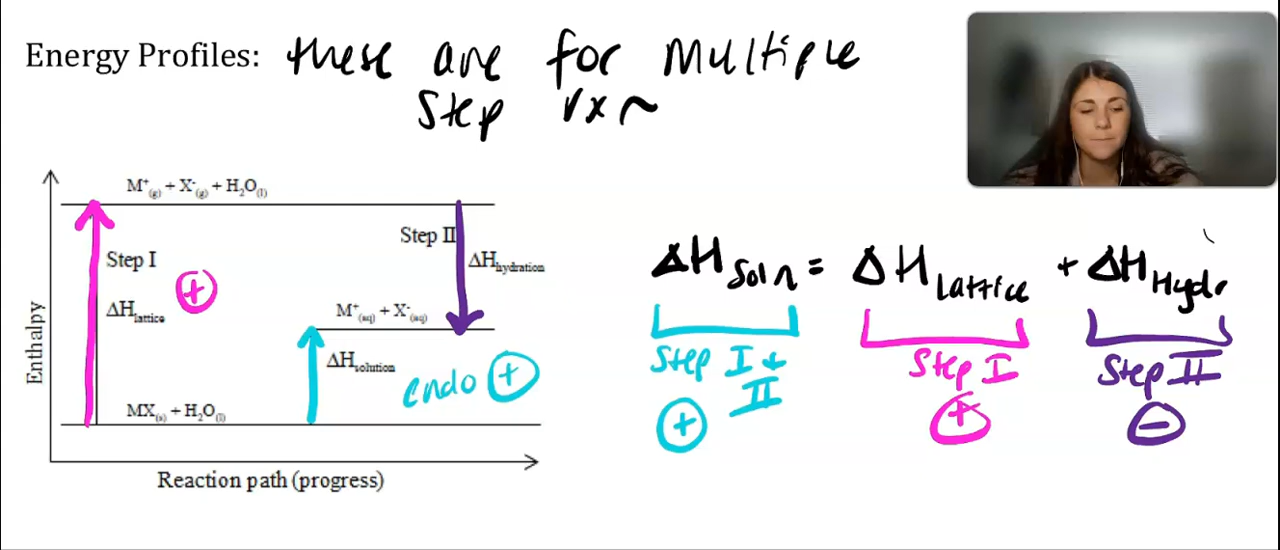 Energy Profiles: these are for Multiple
Step rxn
M⁺(g) + X⁻(g) + H₂O(l)
Step II
Step I
ΔHhydration
+
ΔHlattice
M⁺(aq) + X⁻(aq)
ΔHsolution
endo +
MX(s) + H₂O(l)
Enthalpy
Reaction path (progress)
ΔHsoln = ΔHLattice + ΔHHydr
Step I + II
Step I
Step II
+
+
−